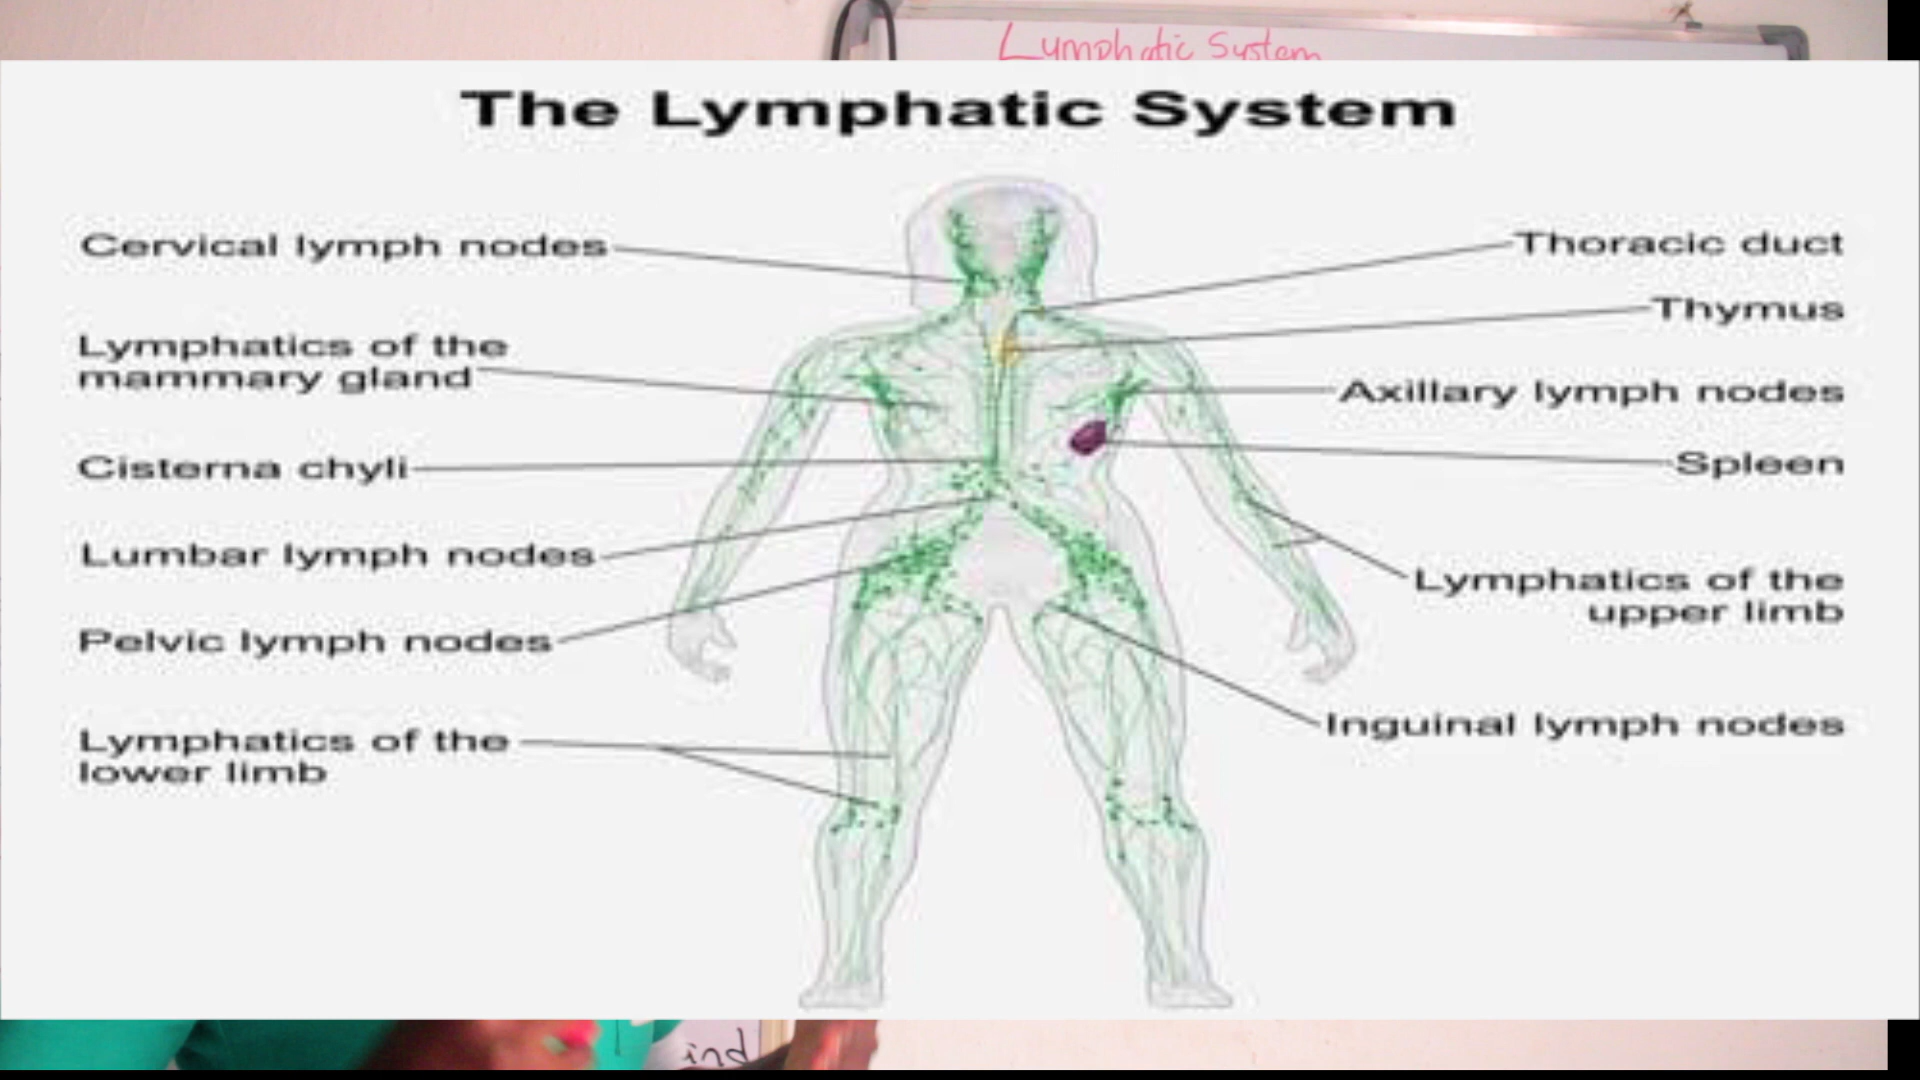 Lymphatic System
The Lymphatic System
Cervical lymph nodes
Lymphatics of the
mammary gland
Cisterna chyli
Lumbar lymph nodes
Pelvic lymph nodes
Lymphatics of the
lower limb
Thoracic duct
Thymus
Axillary lymph nodes
Spleen
Lymphatics of the
upper limb
Inguinal lymph nodes
ind